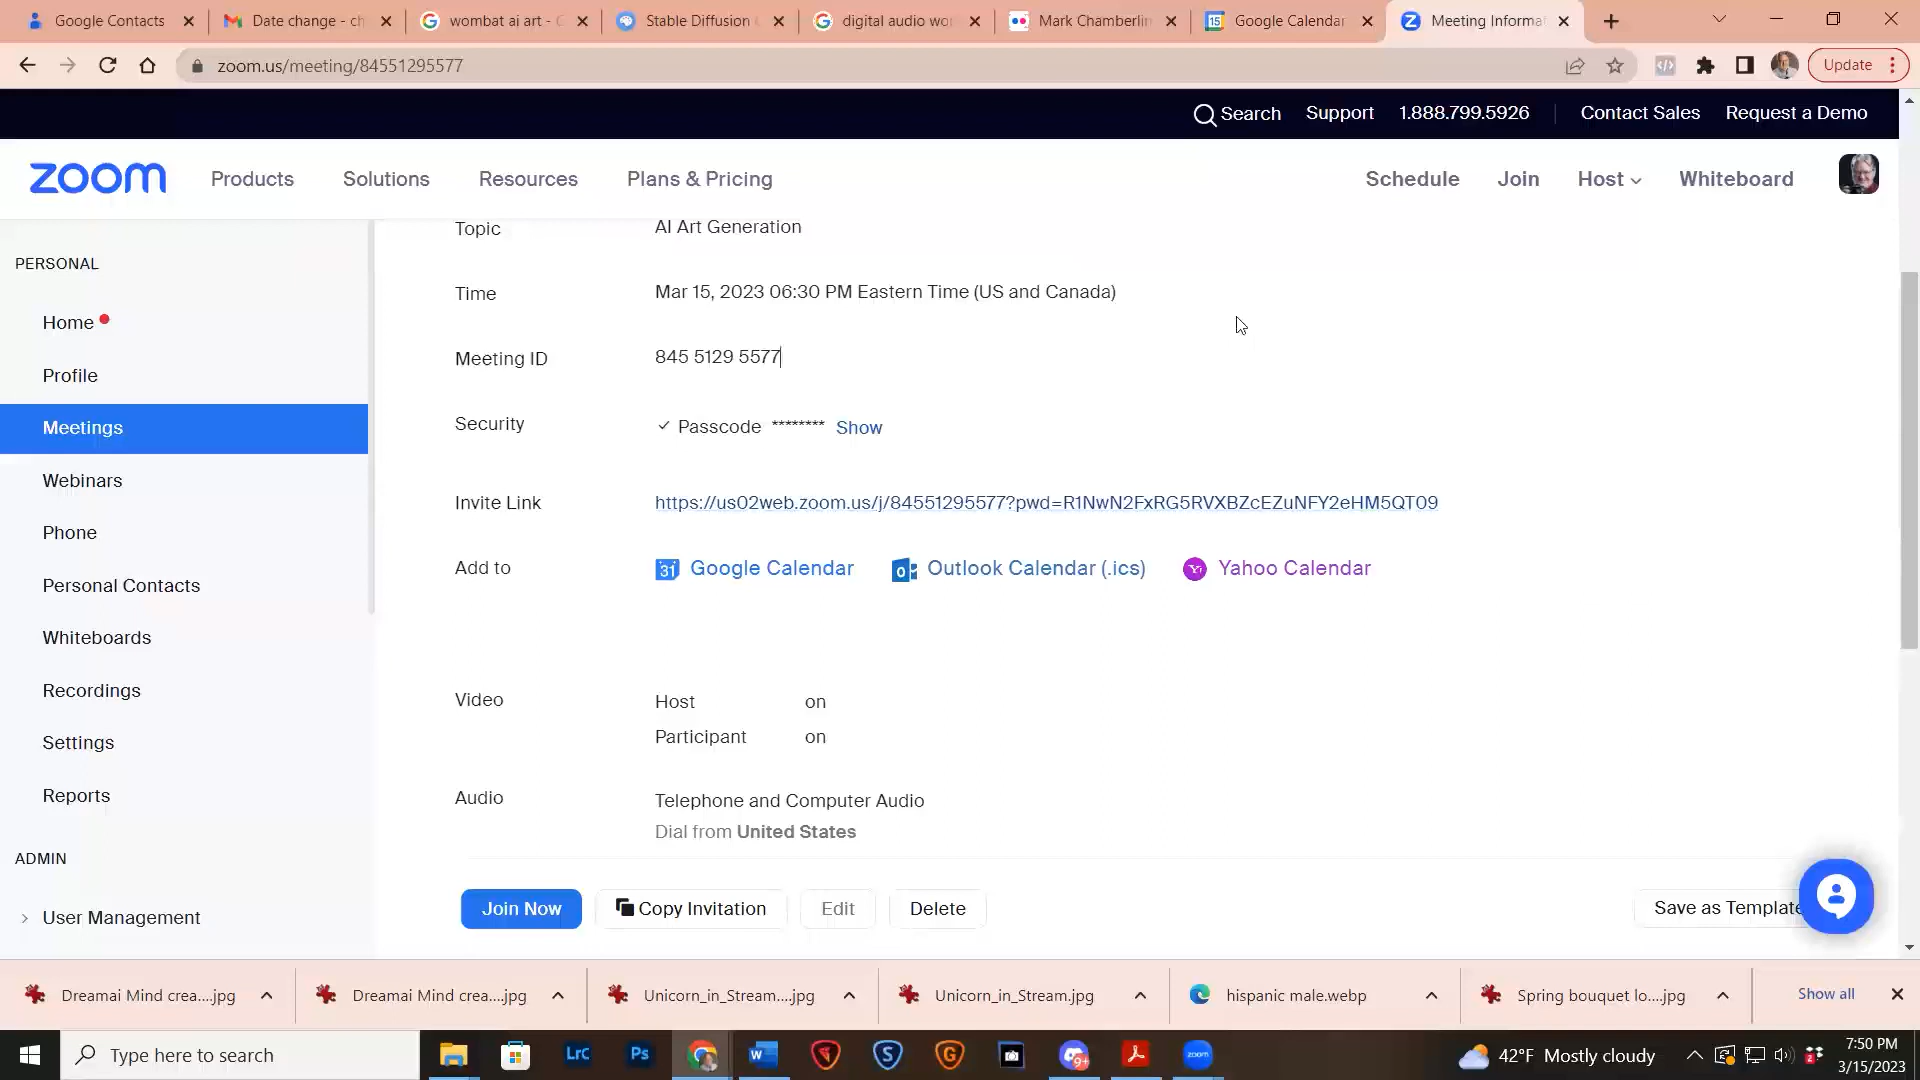 Google Contacts
Date change - ch
wombat ai art - G
Stable Diffusion
digital audio wor
Mark Chamberlin
Google Calendar
Meeting Informa
zoom.us/meeting/84551295577
Update
Search Support 1.888.799.5926 Contact Sales Request a Demo
zoom Products Solutions Resources Plans & Pricing Schedule Join Host Whiteboard
PERSONAL
Home
Profile
Meetings
Webinars
Phone
Personal Contacts
Whiteboards
Recordings
Settings
Reports
ADMIN
User Management
Topic AI Art Generation
Time Mar 15, 2023 06:30 PM Eastern Time (US and Canada)
Meeting ID 845 5129 5577
Security Passcode ******** Show
Invite Link https://us02web.zoom.us/j/84551295577?pwd=R1NwN2FxRG5RVXBZcEZuNFY2eHM5QT09
Add to 31 Google Calendar Outlook Calendar (.ics) Yahoo Calendar
Video Host on
Participant on
Audio Telephone and Computer Audio
Dial from United States
Join Now Copy Invitation Edit Delete Save as Template
Dreamai Mind crea....jpg
Dreamai Mind crea....jpg
Unicorn_in_Stream....jpg
Unicorn_in_Stream.jpg
hispanic male.webp
Spring bouquet lo....jpg
Show all
Type here to search
LrC
Ps
W
S
G
9+
zoom
42°F Mostly cloudy
7:50 PM
3/15/2023